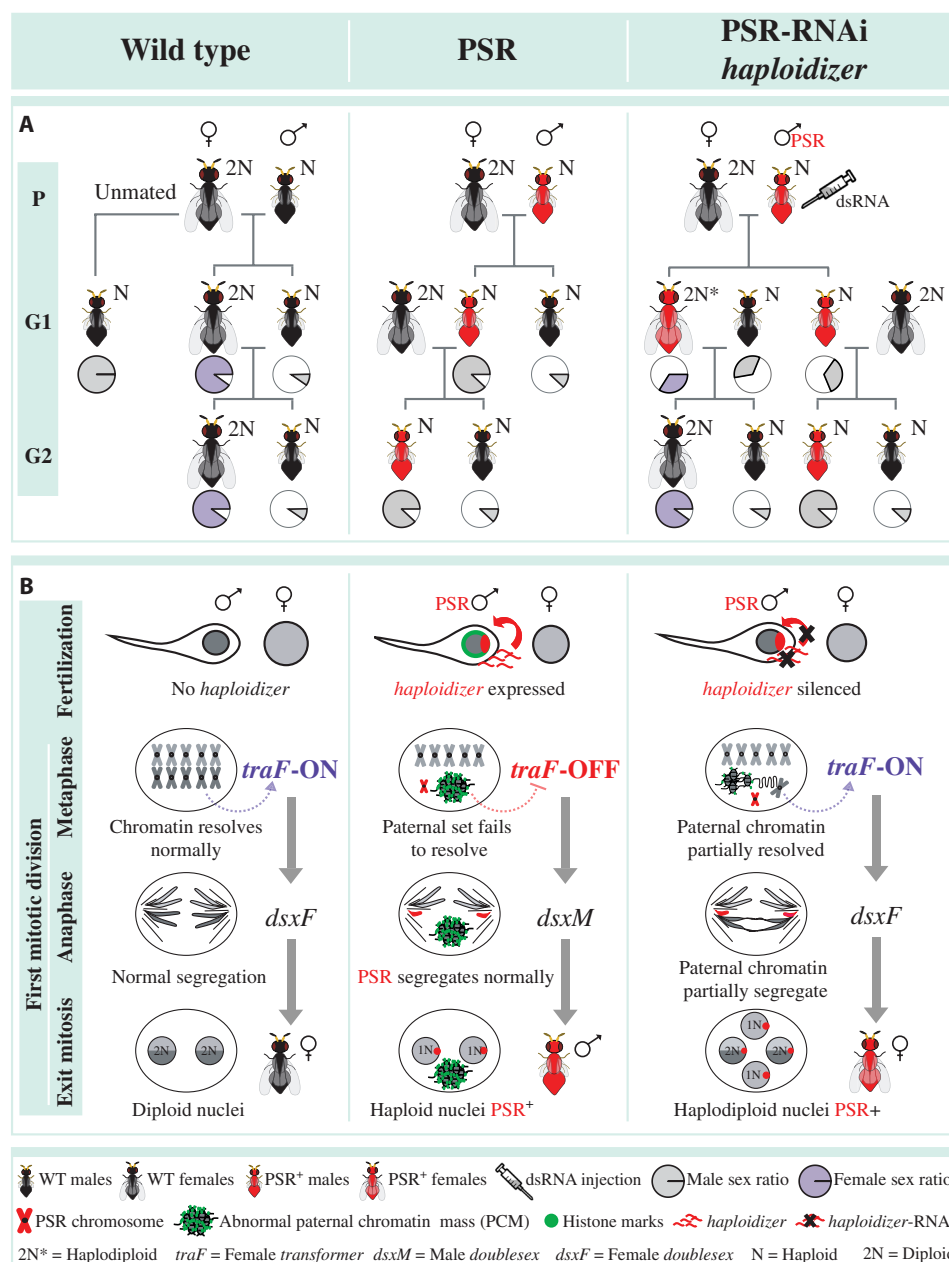 Wild type
PSR
PSR-RNAi
haploidizer
A
P
G1
G2
Unmated
♀ ♂
2N N
N 2N N
2N N
♀ ♂
2N N
2N N N
N N
♀ ♂PSR
2N N
dsRNA
2N* N N 2N
2N N N N
B
Fertilization
First mitotic division
Metaphase
Anaphase
Exit mitosis
♂ ♀
No haploidizer
traF-ON
Chromatin resolves
normally
dsxF
Normal segregation
2N 2N
♀
Diploid nuclei
PSR ♂ ♀
haploidizer expressed
traF-OFF
Paternal set fails
to resolve
dsxM
PSR segregates normally
1N 1N
♂
Haploid nuclei PSR+
PSR ♂ ♀
haploidizer silenced
traF-ON
Paternal chromatin
partially resolved
dsxF
Paternal chromatin
partially segregate
1N
2N 2N
1N
♀
Haplodiploid nuclei PSR+
WT males WT females PSR+ males PSR+ females dsRNA injection Male sex ratio Female sex ratio
PSR chromosome Abnormal paternal chromatin mass (PCM) Histone marks haploidizer haploidizer-RNA
2N* = Haplodiploid traF = Female transformer dsxM = Male doublesex dsxF = Female doublesex N = Haploid 2N = Diploid